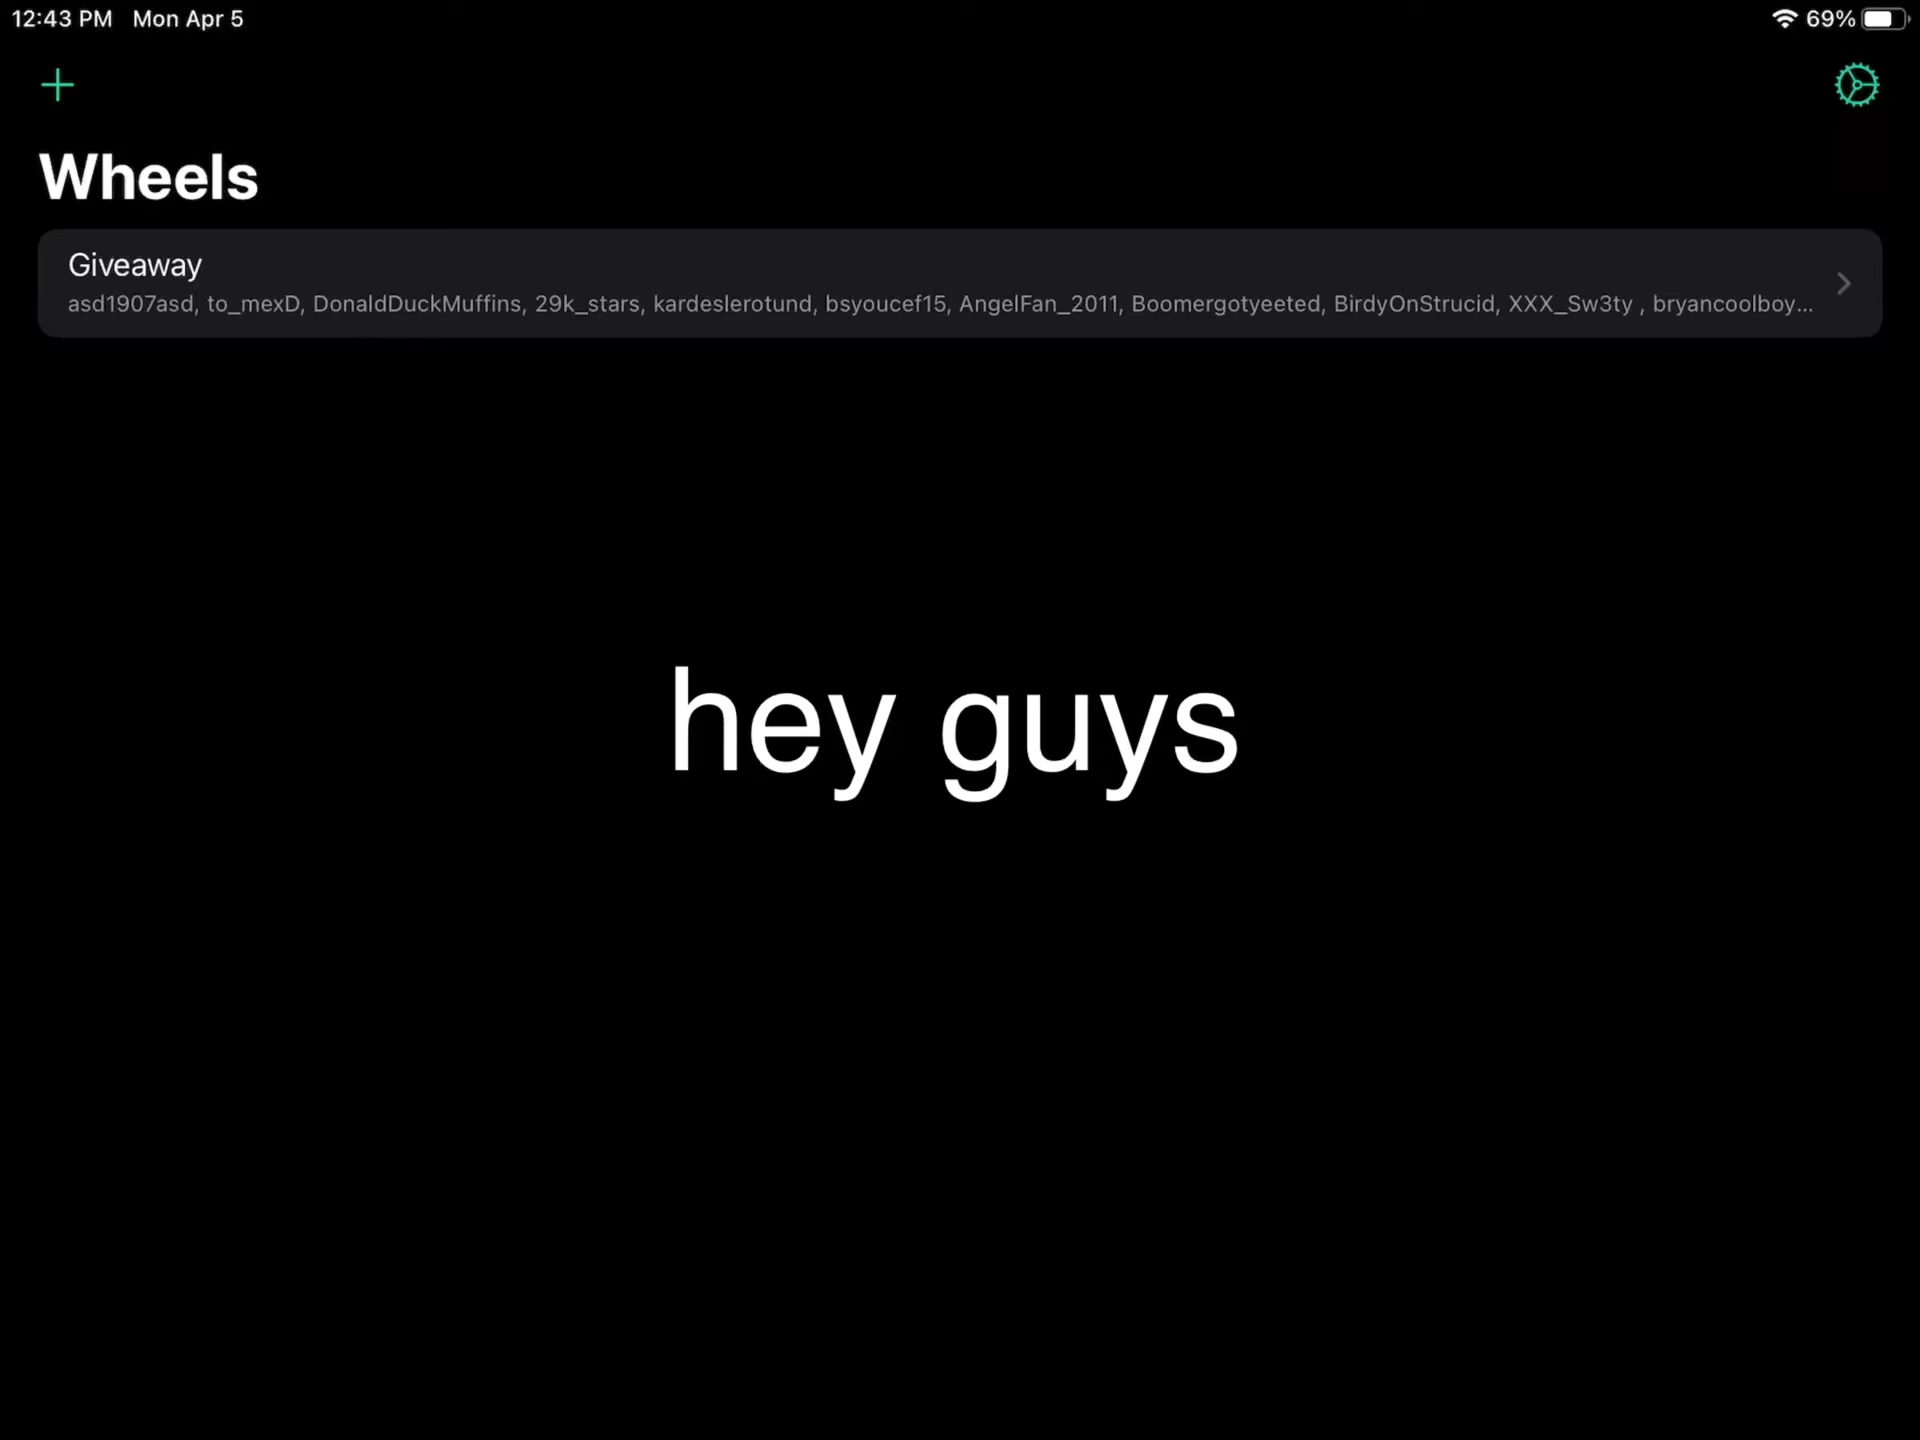 12:43 PM Mon Apr 5 69%
Wheels
Giveaway
asd1907asd, to_mexD, DonaldDuckMuffins, 29k_stars, kardeslerotund, bsyoucef15, AngelFan_2011, Boomergotyeeted, BirdyOnStrucid, XXX_Sw3ty , bryancoolboy...
hey guys